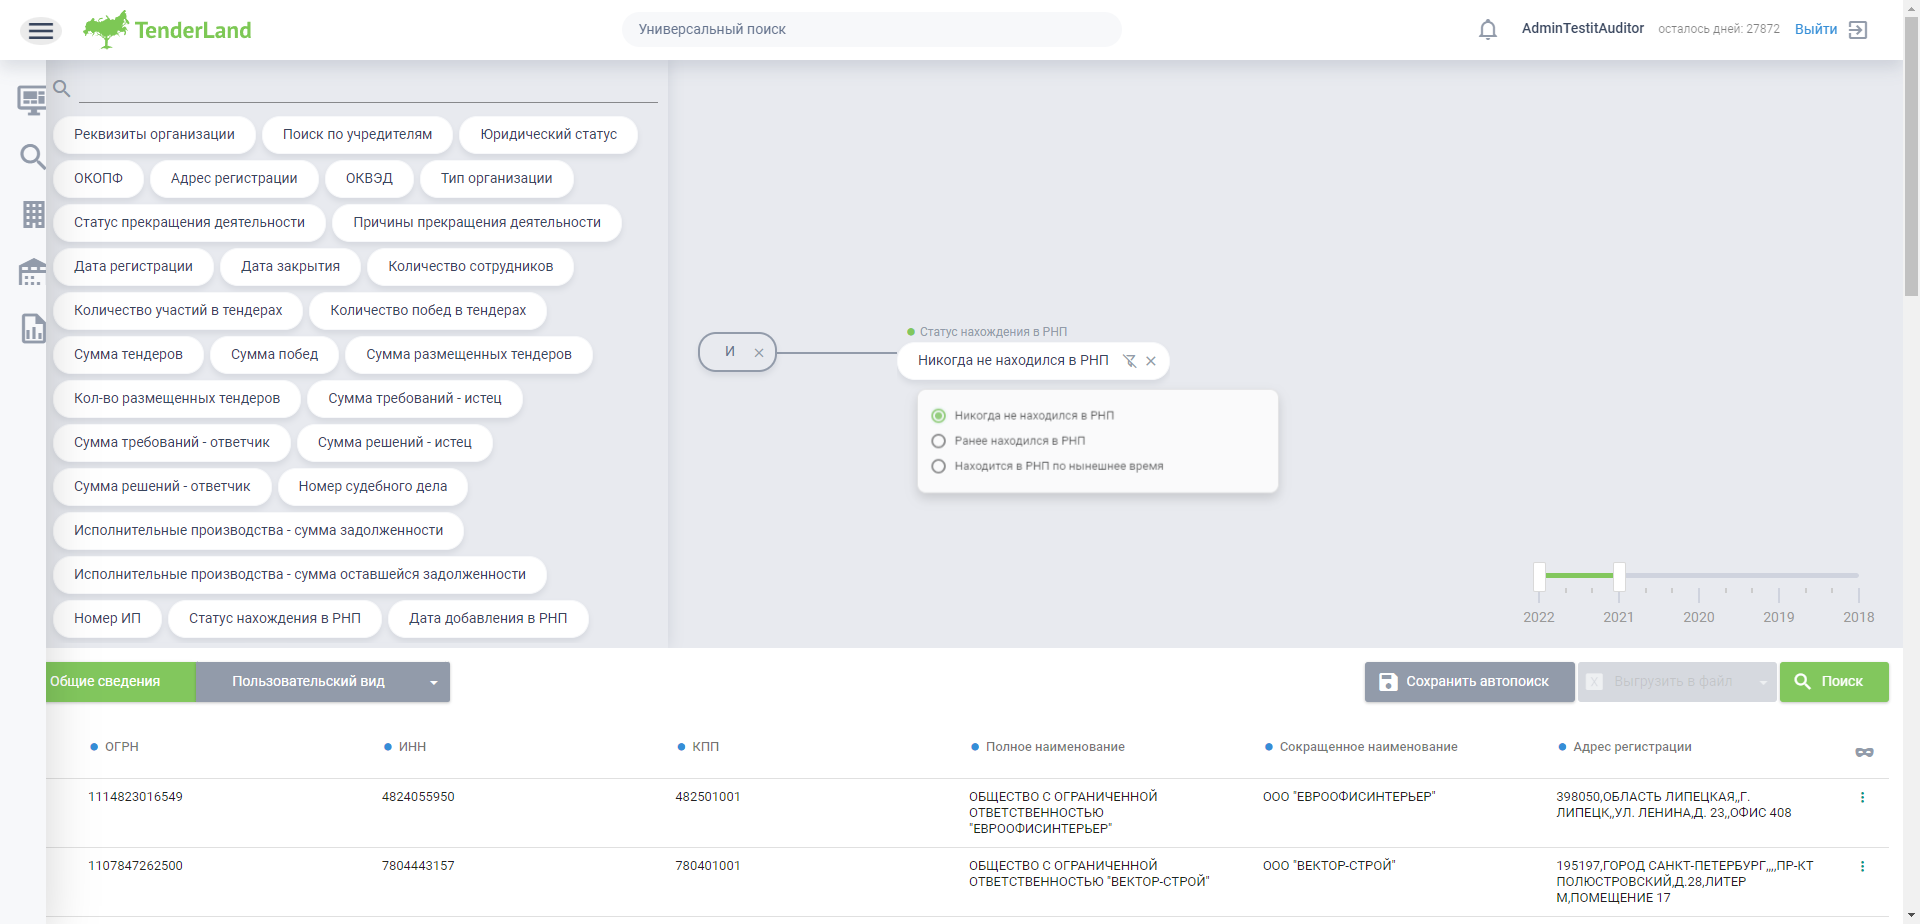 TenderLand
Универсальный поиск
AdminTestitAuditor
осталось дней: 27872
Выйти
Реквизиты организации
Поиск по учредителям
Юридический статус
ОКОПФ
Адрес регистрации
ОКВЭД
Тип организации
Статус прекращения деятельности
Причины прекращения деятельности
Дата регистрации
Дата закрытия
Количество сотрудников
Количество участий в тендерах
Количество побед в тендерах
Сумма тендеров
Сумма побед
Сумма размещенных тендеров
Кол-во размещенных тендеров
Сумма требований - истец
Сумма требований - ответчик
Сумма решений - истец
Сумма решений - ответчик
Номер судебного дела
Исполнительные производства - сумма задолженности
Исполнительные производства - сумма оставшейся задолженности
Номер ИП
Статус нахождения в РНП
Дата добавления в РНП
И
Статус нахождения в РНП
Никогда не находился в РНП
Никогда не находился в РНП
Ранее находился в РНП
Находится в РНП по нынешнее время
2022 2021 2020 2019 2018
Общие сведения
Пользовательский вид
Сохранить автопоиск
Выгрузить в файл
Поиск
ОГРН
ИНН
КПП
Полное наименование
Сокращенное наименование
Адрес регистрации
1114823016549
4824055950
482501001
ОБЩЕСТВО С ОГРАНИЧЕННОЙ
ОТВЕТСТВЕННОСТЬЮ
"ЕВРООФИСИНТЕРЬЕР"
ООО "ЕВРООФИСИНТЕРЬЕР"
398050,ОБЛАСТЬ ЛИПЕЦКАЯ,,Г.
ЛИПЕЦК,,УЛ. ЛЕНИНА,Д. 23,,ОФИС 408
1107847262500
7804443157
780401001
ОБЩЕСТВО С ОГРАНИЧЕННОЙ
ОТВЕТСТВЕННОСТЬЮ "ВЕКТОР-СТРОЙ"
ООО "ВЕКТОР-СТРОЙ"
195197,ГОРОД САНКТ-ПЕТЕРБУРГ,,,,ПР-КТ
ПОЛЮСТРОВСКИЙ,Д.28,ЛИТЕР
М,ПОМЕЩЕНИЕ 17